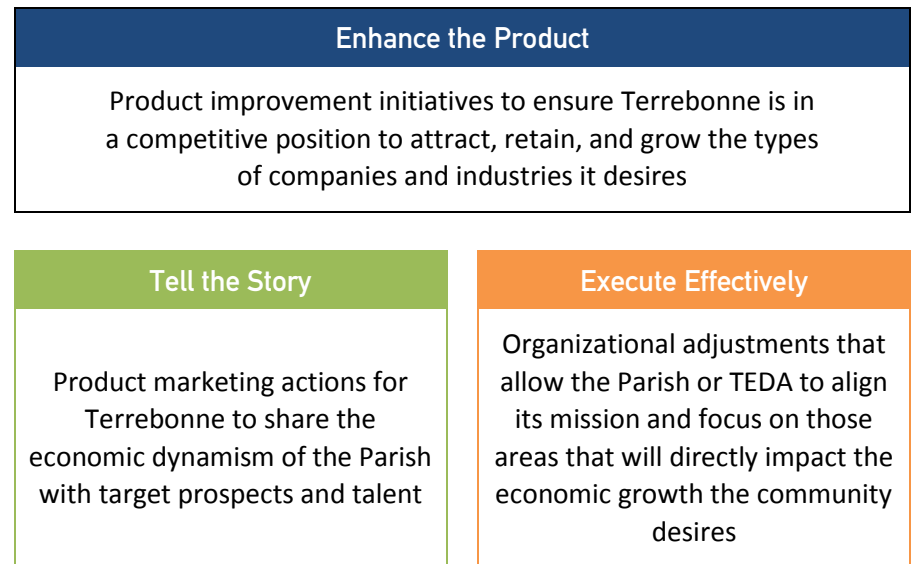 Enhance the Product
Product improvement initiatives to ensure Terrebonne is in
a competitive position to attract, retain, and grow the types
of companies and industries it desires
Tell the Story
Product marketing actions for
Terrebonne to share the
economic dynamism of the Parish
with target prospects and talent
Execute Effectively
Organizational adjustments that
allow the Parish or TEDA to align
its mission and focus on those
areas that will directly impact the
economic growth the community
desires